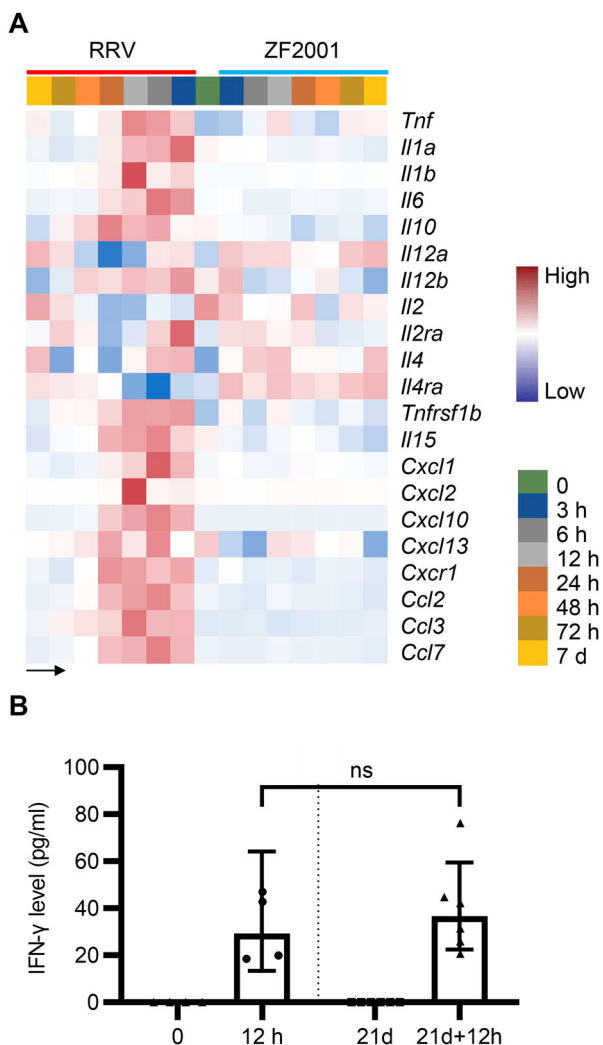 A
RRV ZF2001
Tnf
Il1a
Il1b
Il6
Il10
Il12a
Il12b
Il2
Il2ra
Il4
Il4ra
Tnfrsf1b
Il15
Cxcl1
Cxcl2
Cxcl10
Cxcl13
Cxcr1
Ccl2
Ccl3
Ccl7
High
Low
0
3 h
6 h
12 h
24 h
48 h
72 h
7 d
B
IFN-γ level (pg/ml)
100
80
60
40
20
0
ns
0 12 h 21d 21d+12h